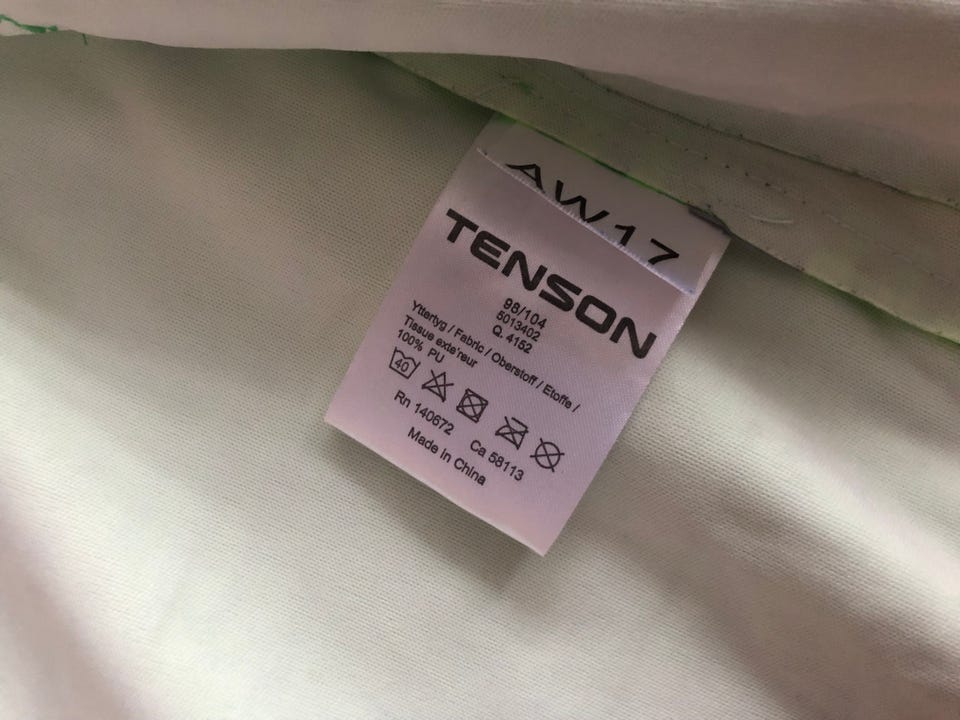 AW17
TENSON
98/104
5013402
Q. 4152
Yttertyg / Fabric / Oberstoff / Etoffe /
Tissue exte'reur
100% PU
40
Rn 140672 Ca 58113
Made in China